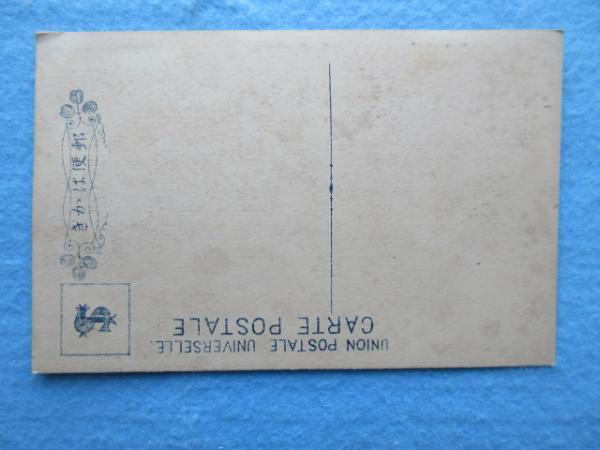 UNION POSTALE UNIVERSELLE.
CARTE POSTALE
きかは便郵